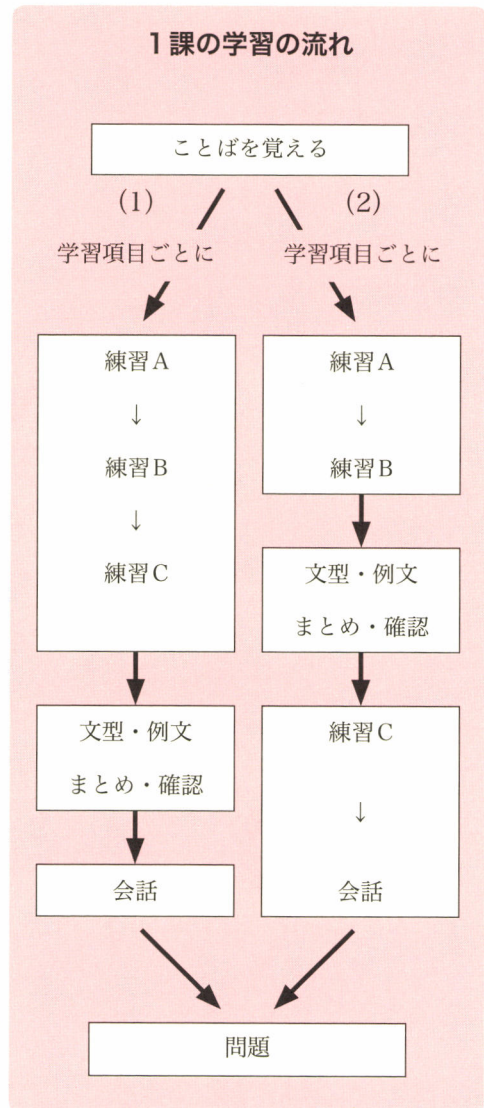 1課の学習の流れ
ことばを覚える
(1)
(2)
学習項目ごとに
学習項目ごとに
練習A
↓
練習B
↓
練習C
文型・例文
まとめ・確認
会話
練習A
↓
練習B
文型・例文
まとめ・確認
練習C
↓
会話
問題